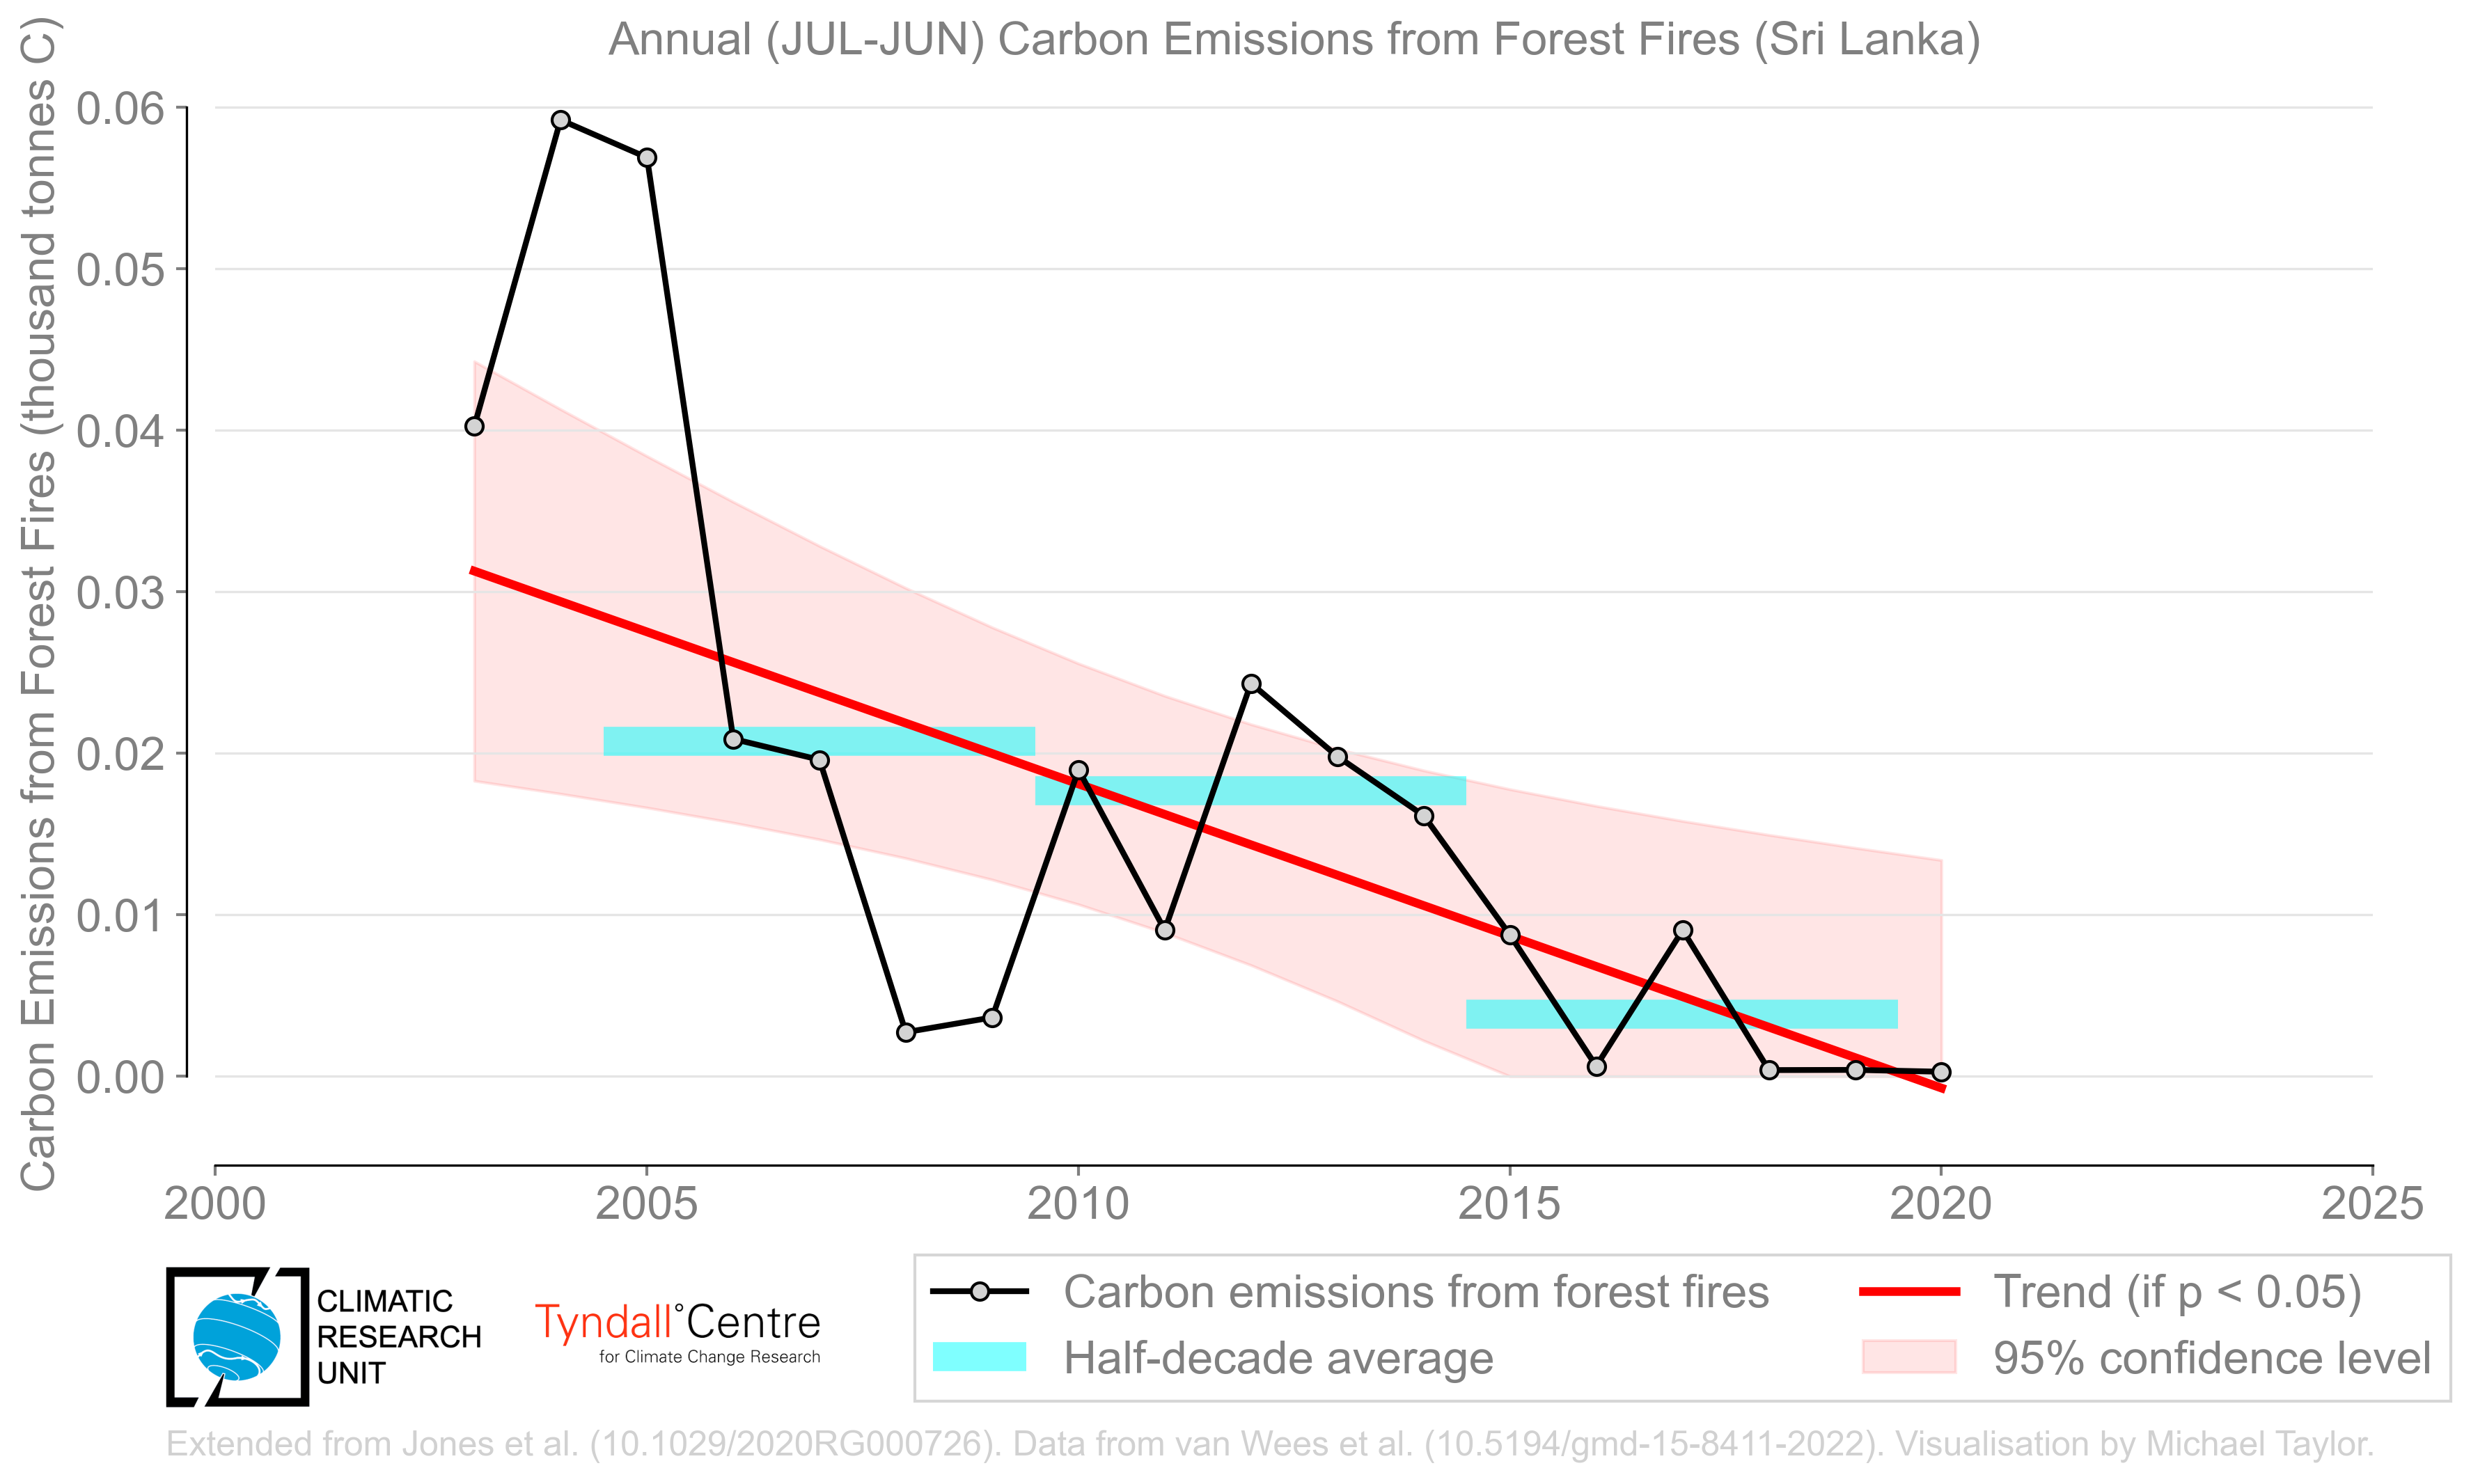 Annual (JUL-JUN) Carbon Emissions from Forest Fires (Sri Lanka)
Carbon Emissions from Forest Fires (thousand tonnes C)
0.06
0.05
0.04
0.03
0.02
0.01
0.00
2000 2005 2010 2015 2020 2025
CLIMATIC
RESEARCH
UNIT
Tyndall°Centre
for Climate Change Research
Carbon emissions from forest fires
Half-decade average
Trend (if p < 0.05)
95% confidence level
Extended from Jones et al. (10.1029/2020RG000726). Data from van Wees et al. (10.5194/gmd-15-8411-2022). Visualisation by Michael Taylor.